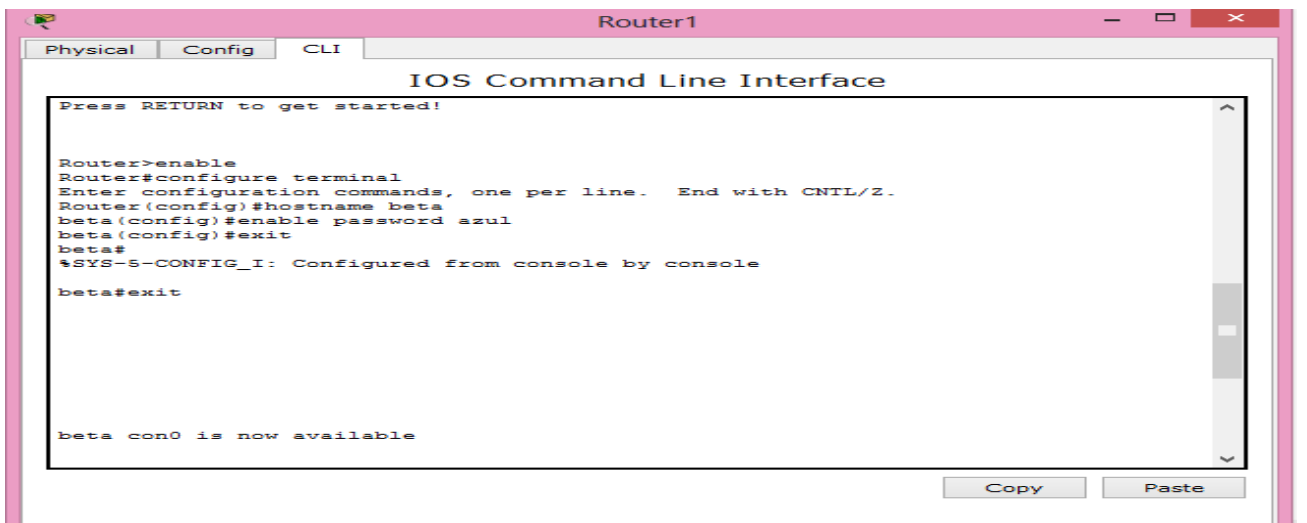 Router1
Physical Config CLI
IOS Command Line Interface
Press RETURN to get started!
Router>enable
Router#configure terminal
Enter configuration commands, one per line.  End with CNTL/Z.
Router(config)#hostname beta
beta(config)#enable password azul
beta(config)#exit
beta#
%SYS-5-CONFIG_I: Configured from console by console
beta#exit
beta con0 is now available
Copy Paste